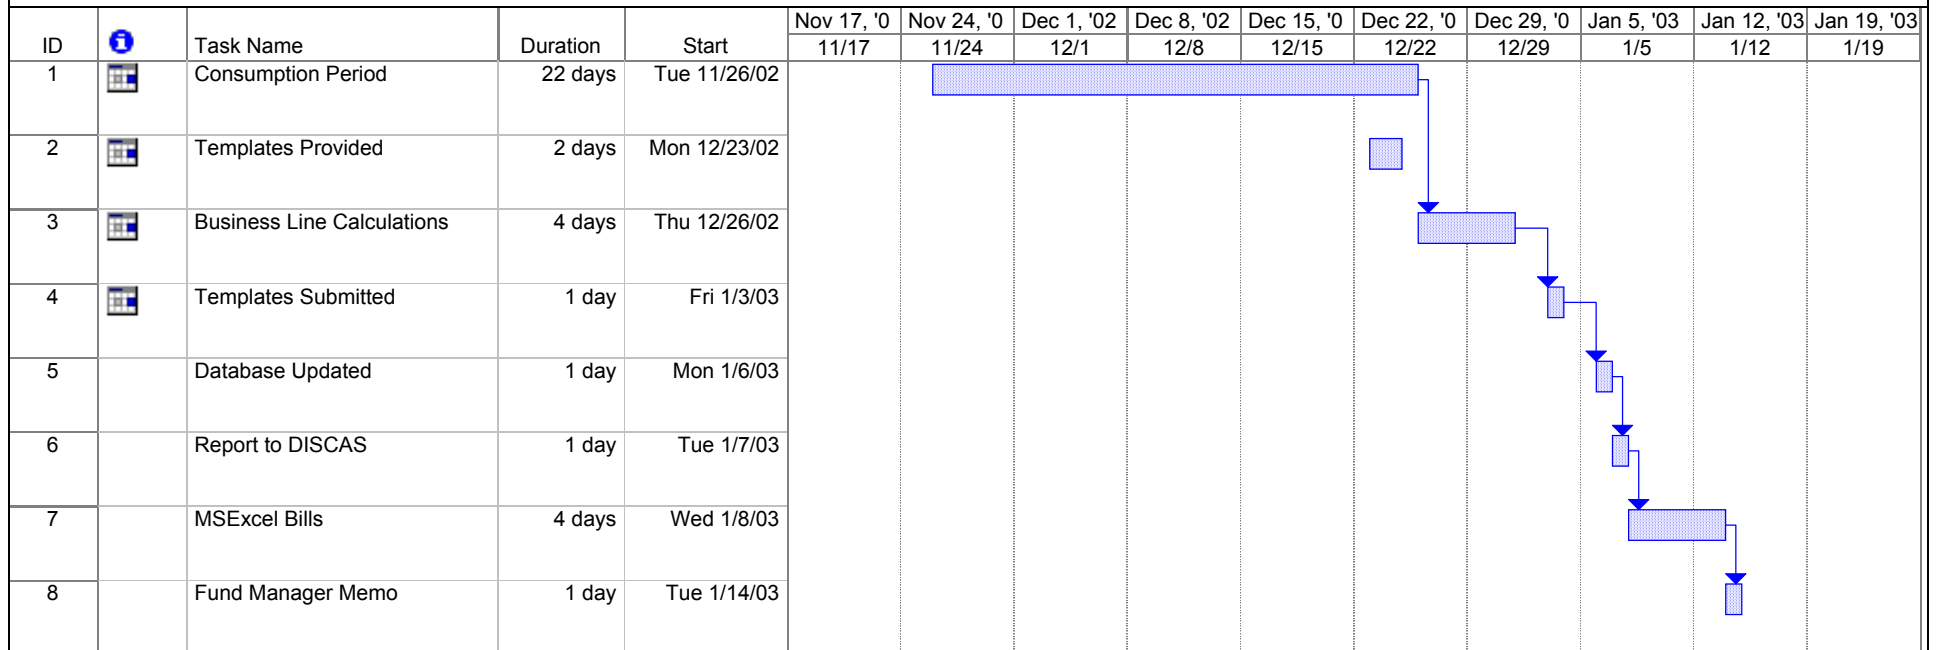 Nov 17, '0 Nov 24, '0 Dec 1, '02 Dec 8, '02 Dec 15, '0 Dec 22, '0 Dec 29, '0 Jan 5, '03 Jan 12, '03 Jan 19, '03
ID i Task Name Duration Start 11/17 11/24 12/1 12/8 12/15 12/22 12/29 1/5 1/12 1/19
1 Consumption Period 22 days Tue 11/26/02
2 Templates Provided 2 days Mon 12/23/02
3 Business Line Calculations 4 days Thu 12/26/02
4 Templates Submitted 1 day Fri 1/3/03
5 Database Updated 1 day Mon 1/6/03
6 Report to DISCAS 1 day Tue 1/7/03
7 MSExcel Bills 4 days Wed 1/8/03
8 Fund Manager Memo 1 day Tue 1/14/03